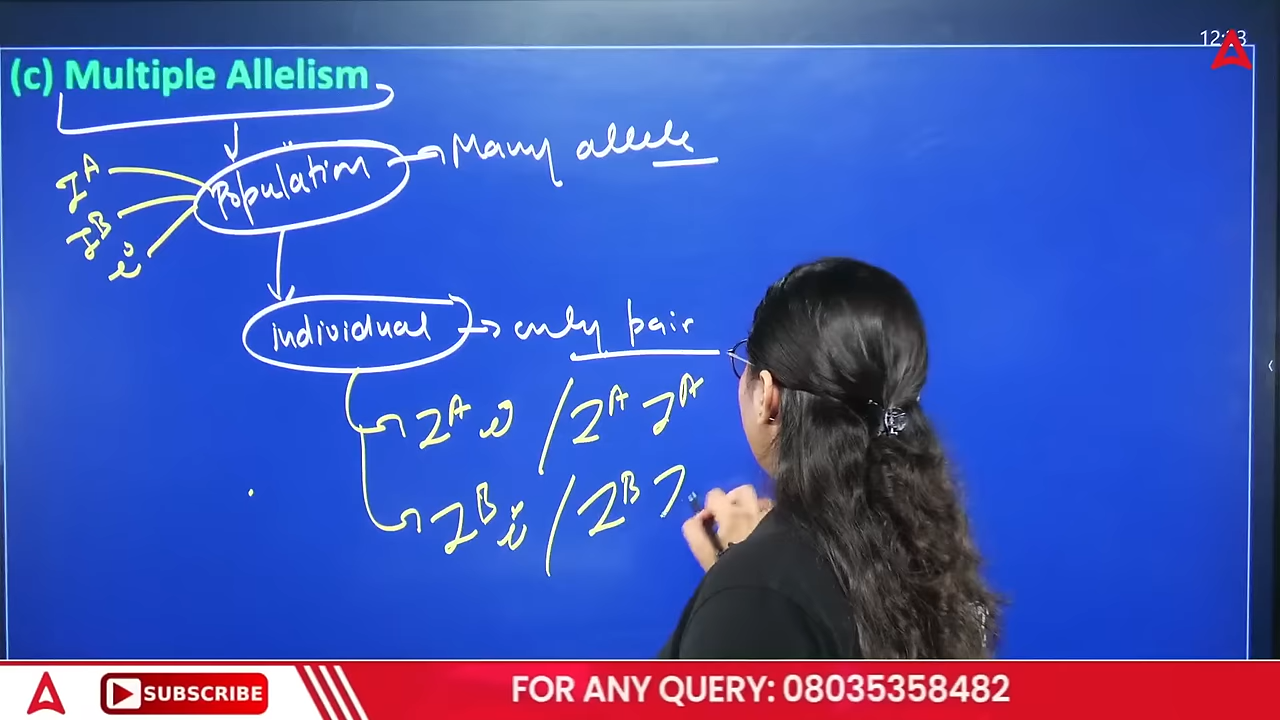 (c) Multiple Allelism
Population → Many allele
I^A
I^B
i
individual → only pair
I^A i / I^A I^A
I^B i / I^B I
SUBSCRIBE
FOR ANY QUERY: 08035358482